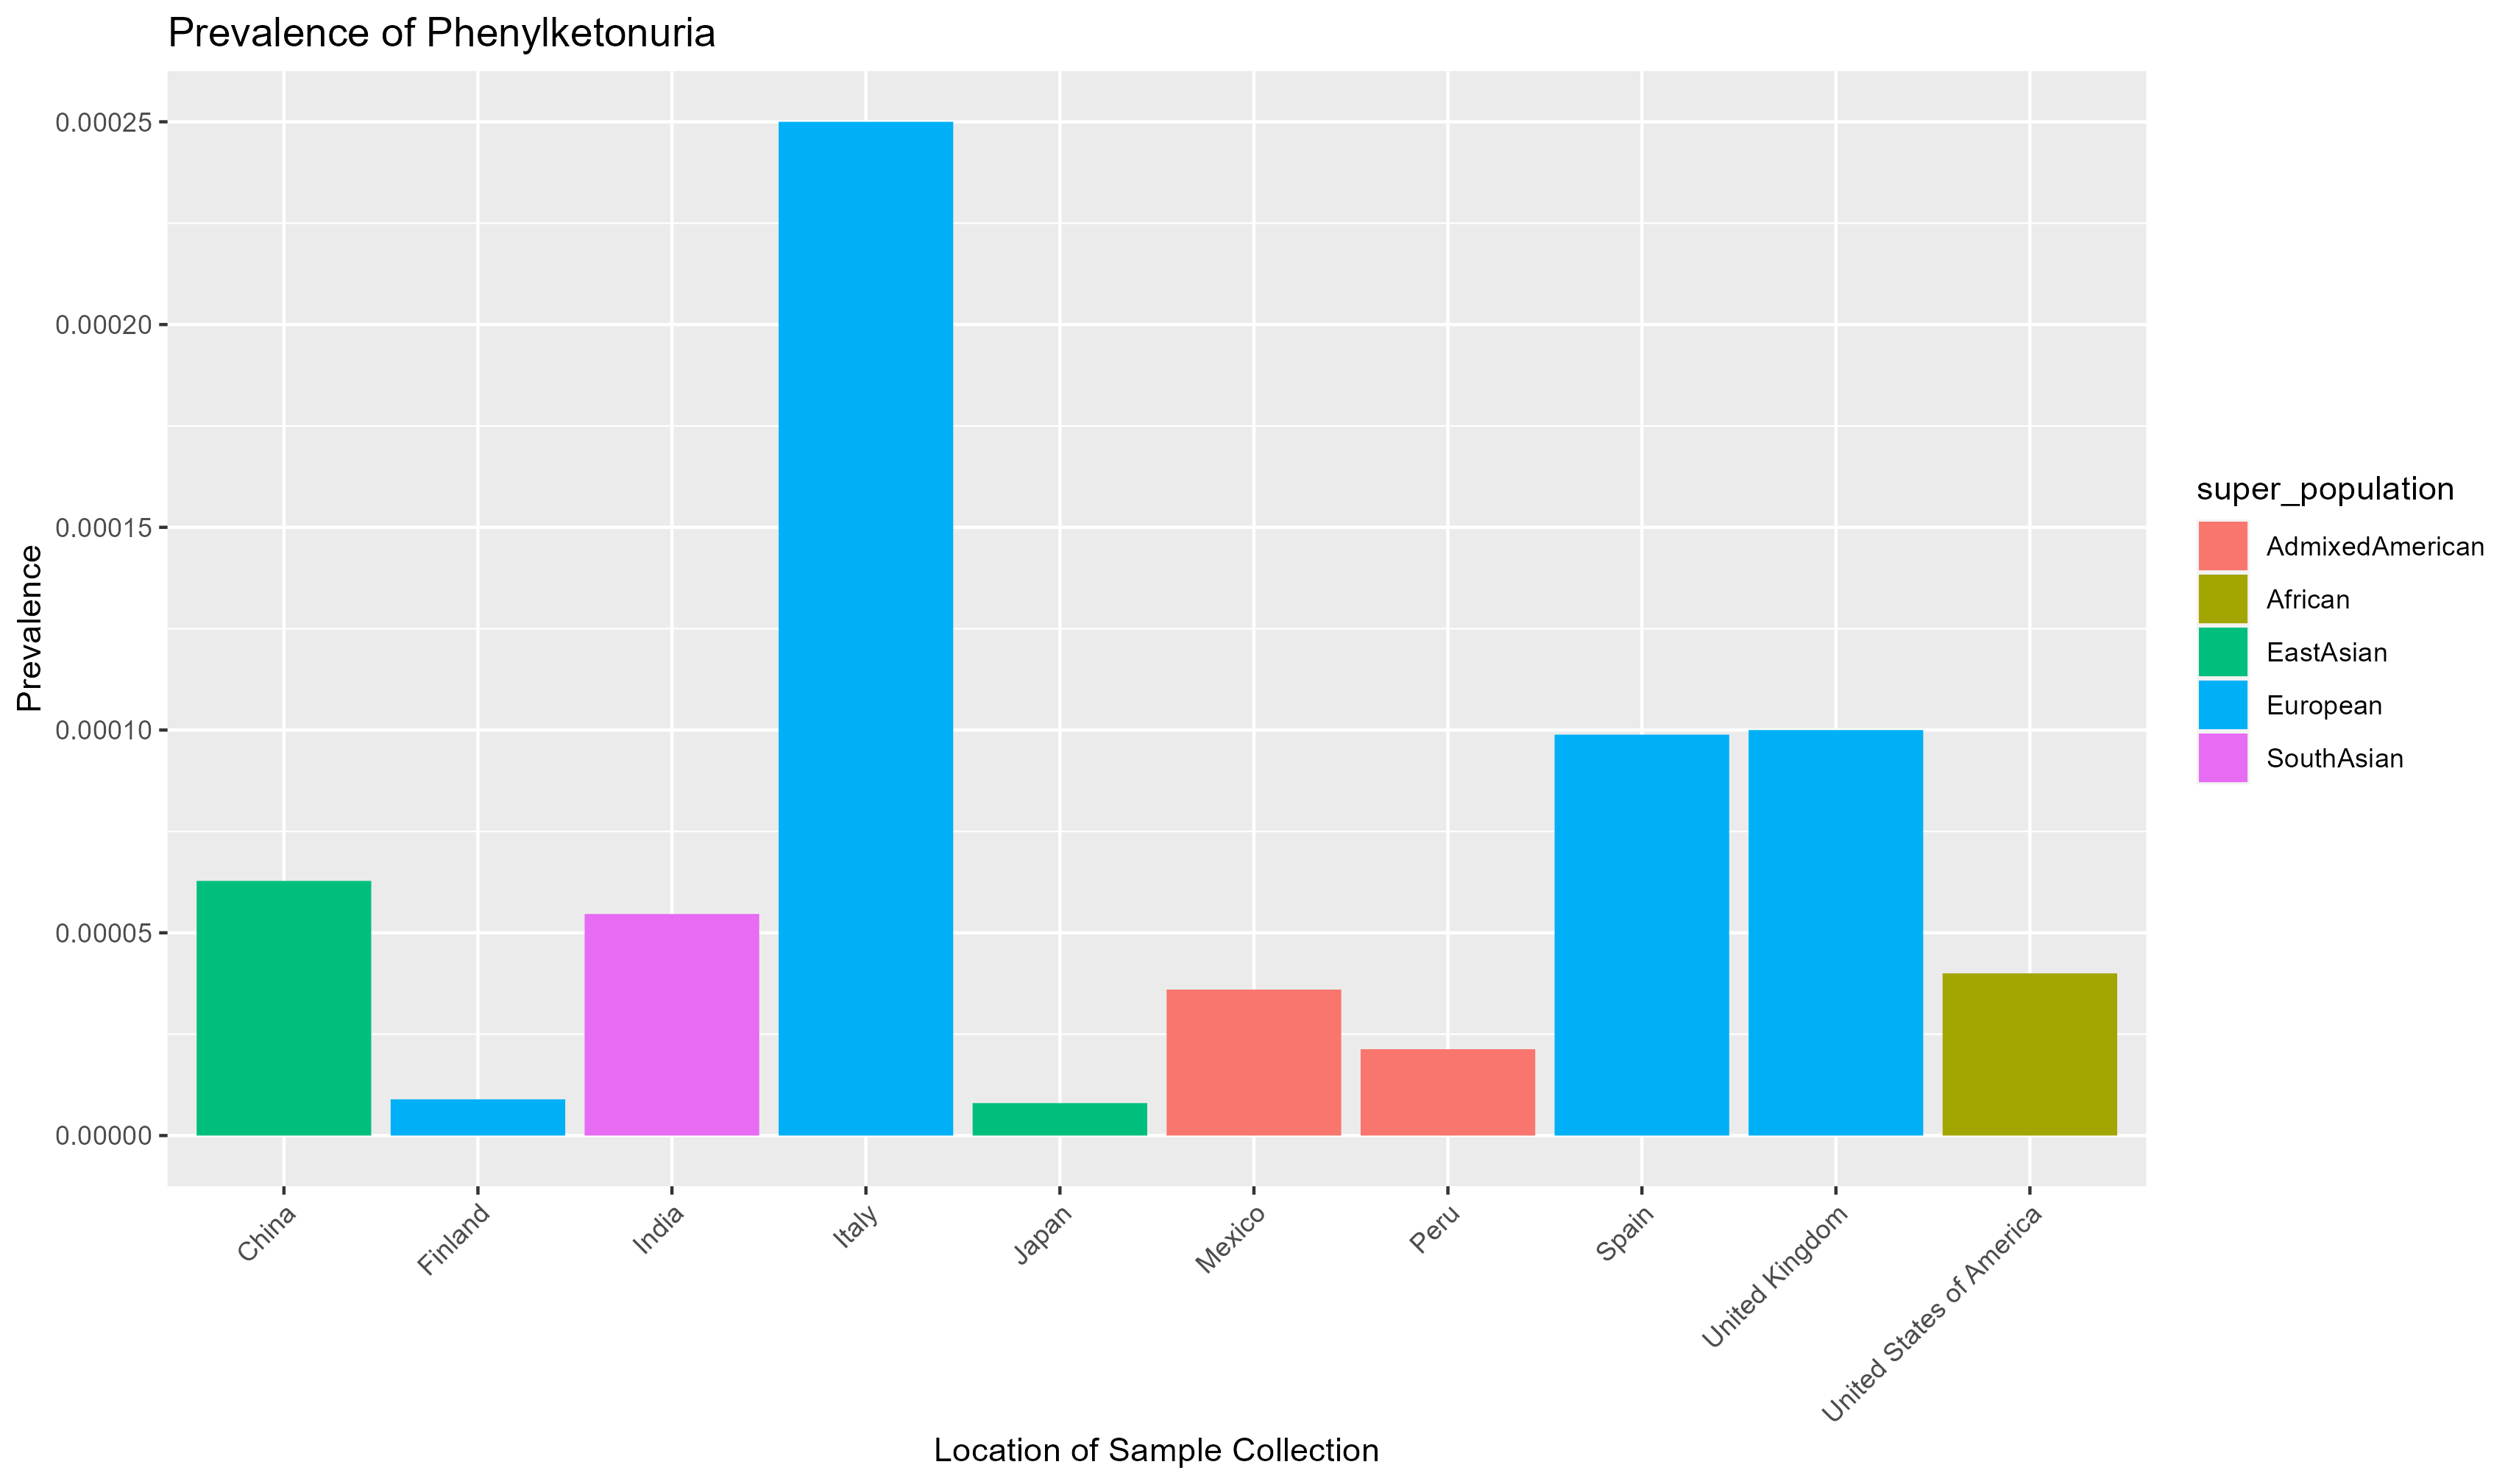 Prevalence of Phenylketonuria
Prevalence
0.00025
0.00020
0.00015
0.00010
0.00005
0.00000
China
Finland
India
Italy
Japan
Mexico
Peru
Spain
United Kingdom
United States of America
Location of Sample Collection
super_population
AdmixedAmerican
African
EastAsian
European
SouthAsian